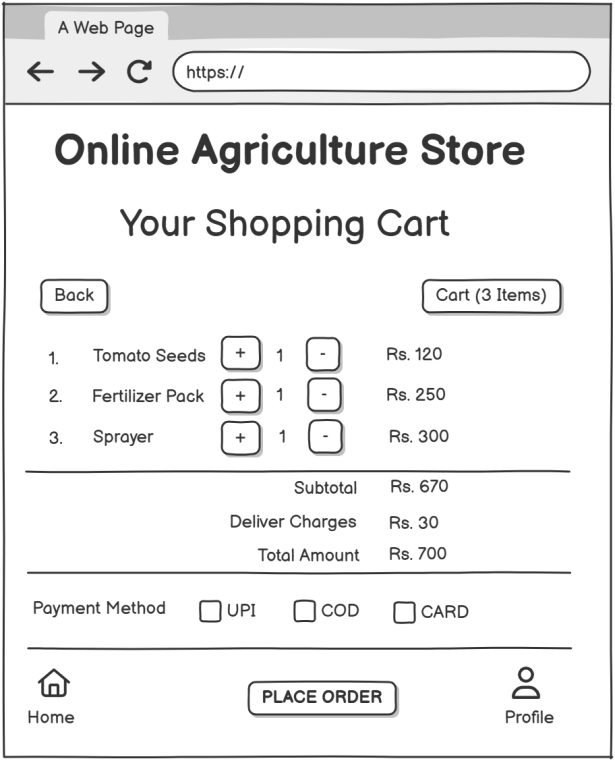 A Web Page
https://
Online Agriculture Store
Your Shopping Cart
Back Cart (3 Items)
1. Tomato Seeds + 1 - Rs. 120
2. Fertilizer Pack + 1 - Rs. 250
3. Sprayer + 1 - Rs. 300
Subtotal Rs. 670
Deliver Charges Rs. 30
Total Amount Rs. 700
Payment Method UPI COD CARD
PLACE ORDER
Home Profile